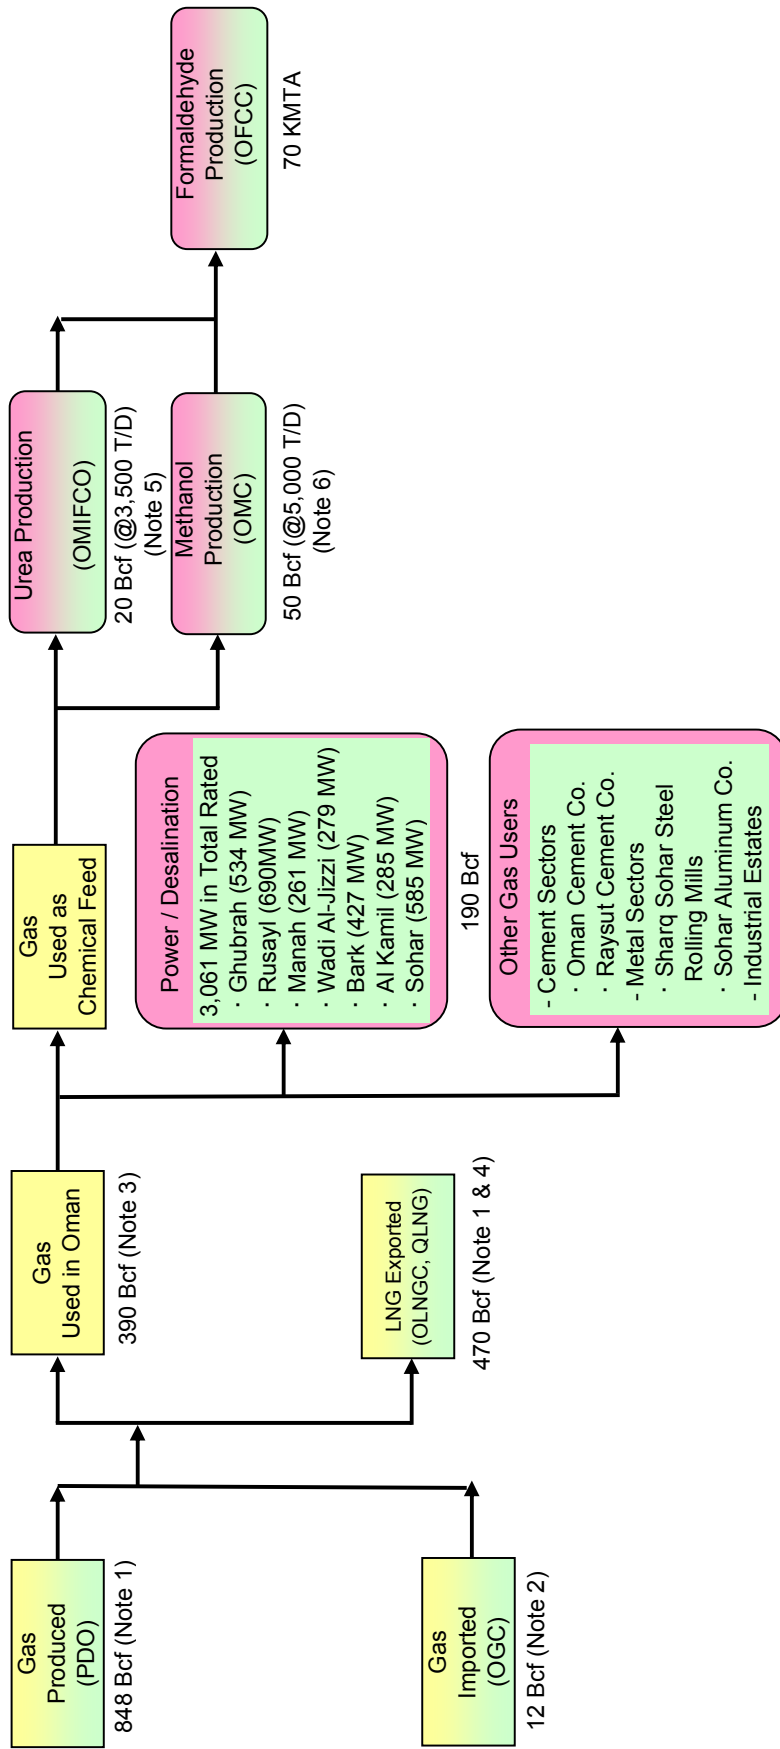 Gas
Produced
(PDO)
848 Bcf (Note 1)
Gas
Imported
(OGC)
12 Bcf (Note 2)
Gas
Used in Oman
390 Bcf (Note 3)
LNG Exported
(OLNGC, QLNG)
470 Bcf (Note 1 & 4)
Gas
Used as
Chemical Feed
Power / Desalination
3,061 MW in Total Rated
· Ghubrah (534 MW)
· Rusayl (690MW)
· Manah (261 MW)
· Wadi Al-Jizzi (279 MW)
· Bark (427 MW)
· Al Kamil (285 MW)
· Sohar (585 MW)
190 Bcf
Other Gas Users
- Cement Sectors
· Oman Cement Co.
· Raysut Cement Co.
- Metal Sectors
· Sharq Sohar Steel
Rolling Mills
· Sohar Aluminum Co.
- Industrial Estates
Urea Production
(OMIFCO)
20 Bcf (@3,500 T/D)
(Note 5)
Methanol
Production
(OMC)
50 Bcf (@5,000 T/D)
(Note 6)
Formaldehyde
Production
(OFCC)
70 KMTA